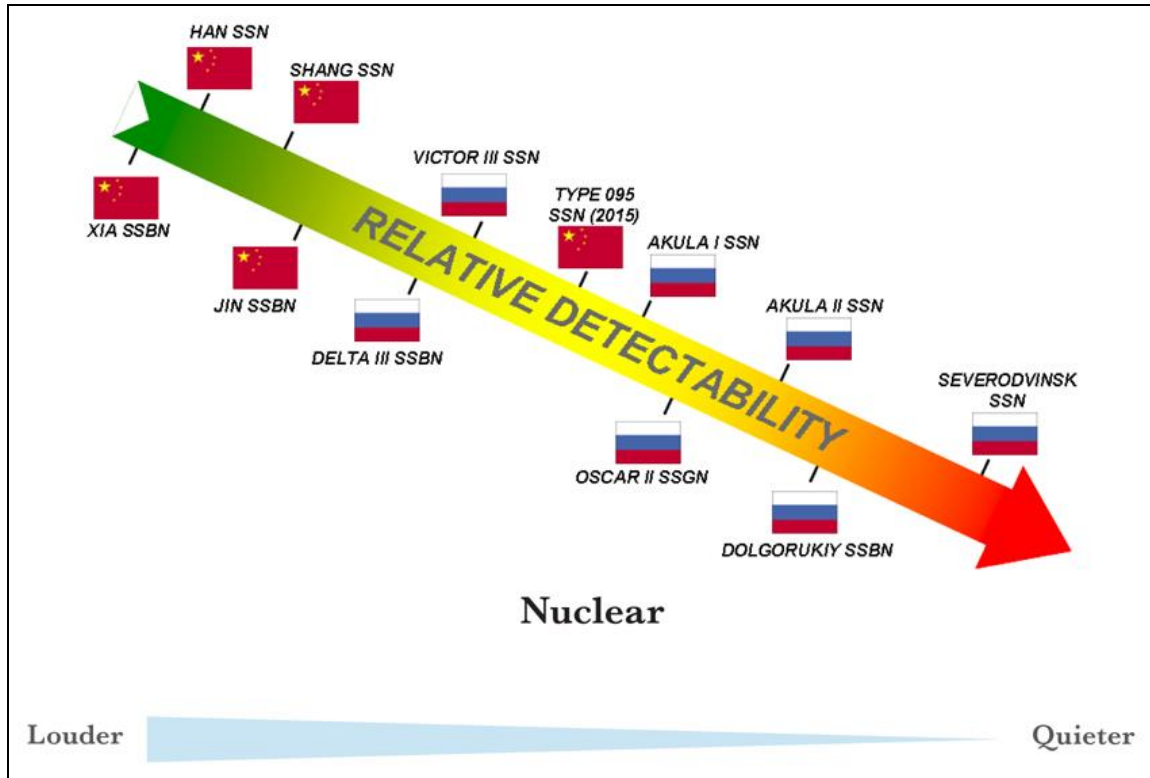 HAN SSN
SHANG SSN
XIA SSBN
VICTOR III SSN
TYPE 095
SSN (2015)
JIN SSBN
AKULA I SSN
DELTA III SSBN
RELATIVE DETECTABILITY
AKULA II SSN
SEVERODVINSK
SSN
OSCAR II SSGN
DOLGORUKIY SSBN
Nuclear
Louder
Quieter